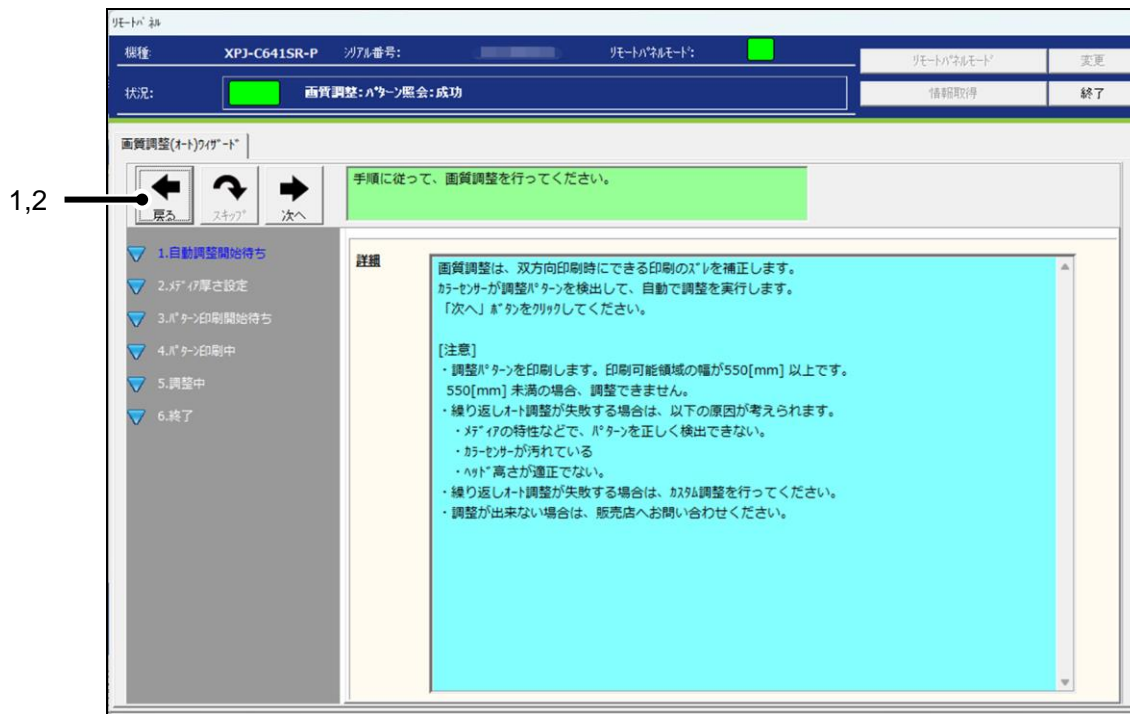 リモートパネル
機種: XPJ-C641SR-P シリアル番号: リモートパネルモード:
リモートパネルモード 変更
状況: 画質調整:パターン照会:成功
情報取得 終了
画質調整(オート)ウィザード
戻る スキップ 次へ
手順に従って、画質調整を行ってください。
1,2
1.自動調整開始待ち
2.メディア厚さ設定
3.パターン印刷開始待ち
4.パターン印刷中
5.調整中
6.終了
詳細
画質調整は、双方向印刷時にできる印刷のズレを補正します。
カラーセンサーが調整パターンを検出して、自動で調整を実行します。
「次へ」ボタンをクリックしてください。
[注意]
・調整パターンを印刷します。印刷可能領域の幅が550[mm] 以上です。
550[mm] 未満の場合、調整できません。
・繰り返しオート調整が失敗する場合は、以下の原因が考えられます。
・メディアの特性などで、パターンを正しく検出できない。
・カラーセンサーが汚れている
・ヘッド高さが適正でない。
・繰り返しオート調整が失敗する場合は、カスタム調整を行ってください。
・調整が出来ない場合は、販売店へお問い合わせください。